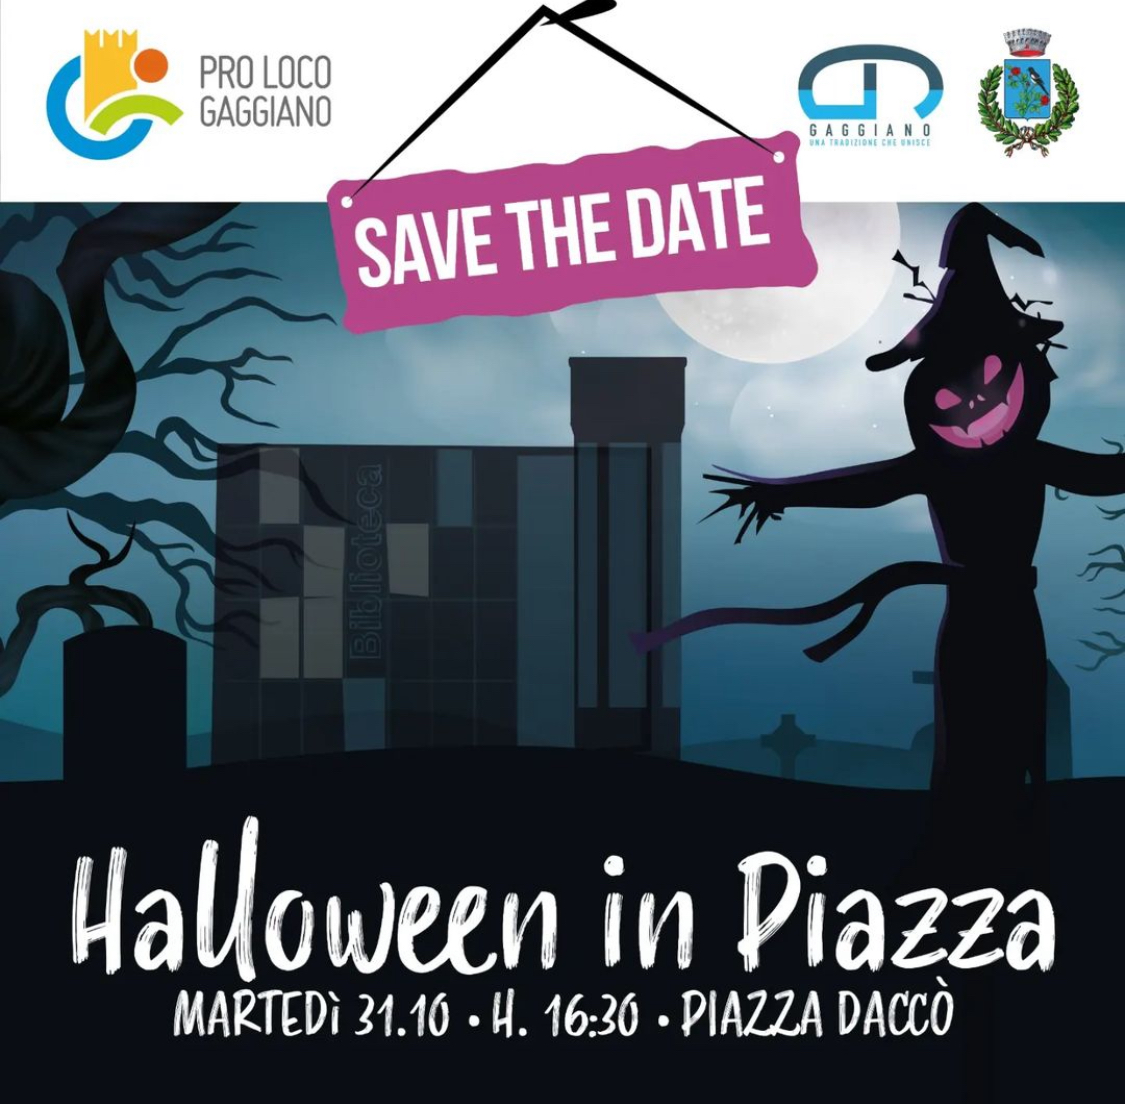 PRO LOCO
GAGGIANO
GAGGIANO
UNA TRADIZIONE CHE UNISCE
SAVE THE DATE
Biblioteca
Halloween in Piazza
MARTEDÌ 31.10 • H. 16:30 • PIAZZA DACCÒ